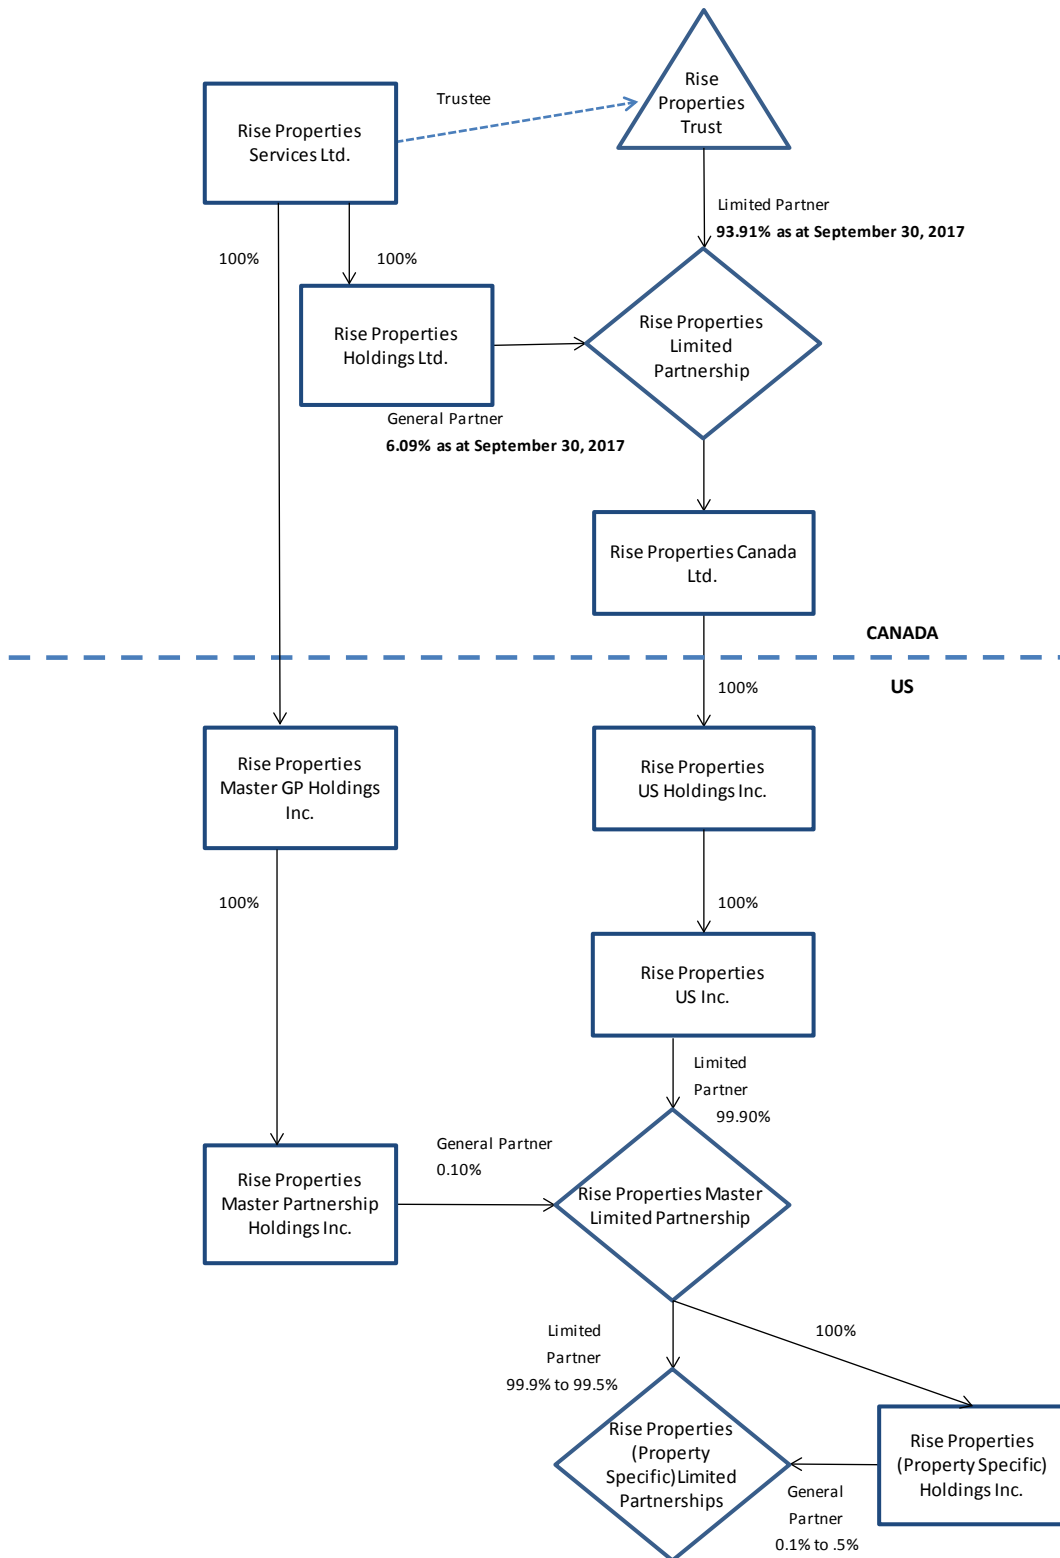 Rise
Properties
Trust
Trustee
Rise Properties
Services Ltd.
Limited Partner
93.91% as at September 30, 2017
100%
100%
Rise Properties
Holdings Ltd.
Rise Properties
Limited
Partnership
General Partner
6.09% as at September 30, 2017
Rise Properties Canada
Ltd.
CANADA
US
100%
Rise Properties
Master GP Holdings
Inc.
Rise Properties
US Holdings Inc.
100%
100%
Rise Properties
US Inc.
Limited
Partner
99.90%
General Partner
0.10%
Rise Properties
Master Partnership
Holdings Inc.
Rise Properties Master
Limited Partnership
Limited
Partner
99.9% to 99.5%
100%
Rise Properties
(Property
Specific)Limited
Partnerships
Rise Properties
(Property Specific)
Holdings Inc.
General
Partner
0.1% to .5%